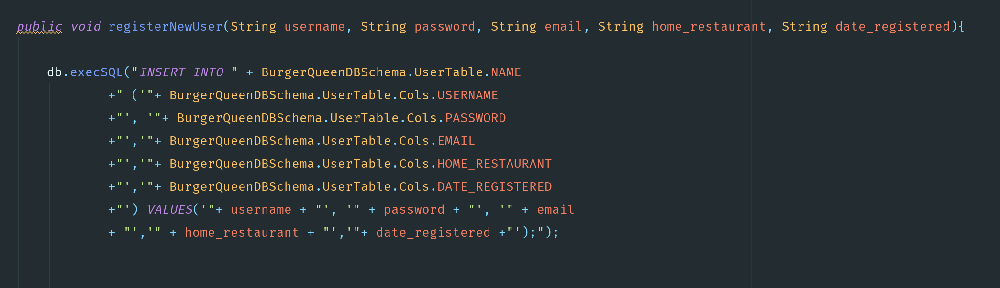 public void registerNewUser(String username, String password, String email, String home_restaurant, String date_registered){
db.execSQL("INSERT INTO " + BurgerQueenDBSchema.UserTable.NAME
+" ('"+ BurgerQueenDBSchema.UserTable.Cols.USERNAME
+"', '"+ BurgerQueenDBSchema.UserTable.Cols.PASSWORD
+"','"+ BurgerQueenDBSchema.UserTable.Cols.EMAIL
+"','"+ BurgerQueenDBSchema.UserTable.Cols.HOME_RESTAURANT
+"','"+ BurgerQueenDBSchema.UserTable.Cols.DATE_REGISTERED
+"') VALUES('"+ username + "', '" + password + "', '" + email
+ "','" + home_restaurant + "','"+ date_registered +"');");